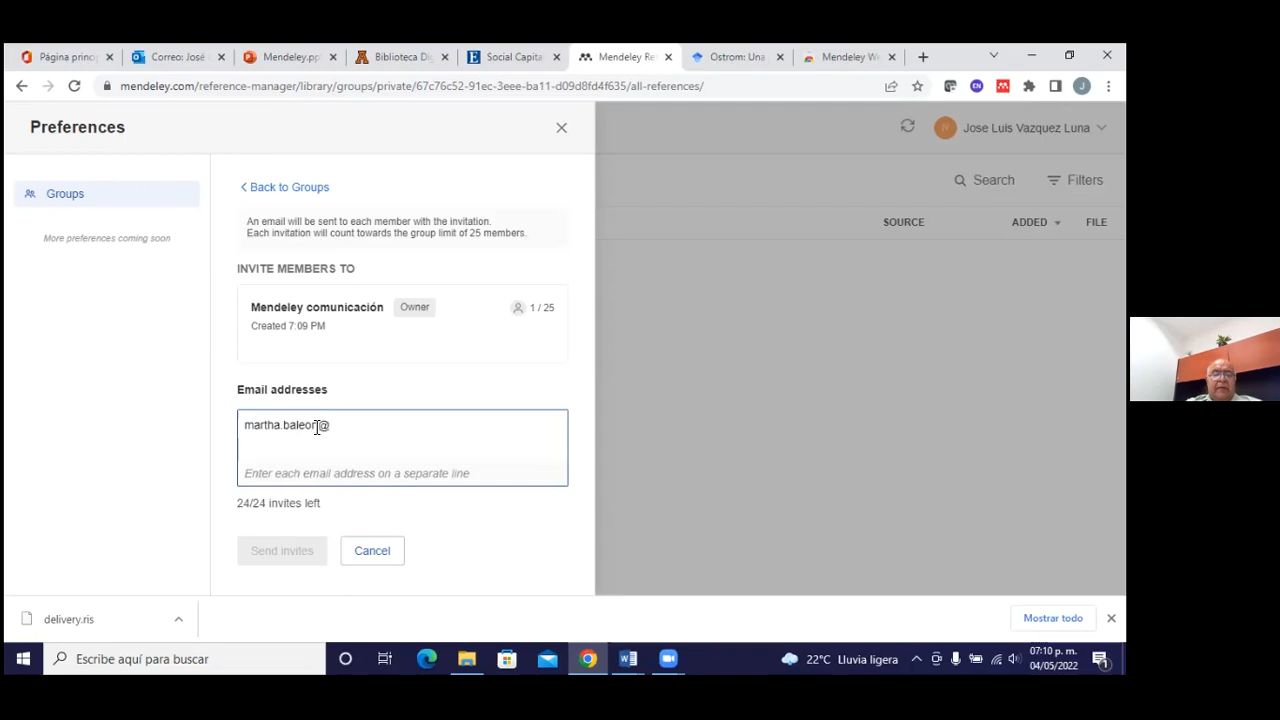 Página princ
Correo: José
Mendeley.pp
Biblioteca Di
Social Capita
Mendeley Re
Ostrom: Una
Mendeley W
mendeley.com/reference-manager/library/groups/private/67c76c52-91ec-3eee-ba11-d09d8fd4f635/all-references/
J
Preferences
Jose Luis Vazquez Luna
Groups
Back to Groups
Search
Filters
More preferences coming soon
An email will be sent to each member with the invitation.
Each invitation will count towards the group limit of 25 members.
SOURCE
ADDED
FILE
INVITE MEMBERS TO
Mendeley comunicación
Owner
1 / 25
Created 7:09 PM
Email addresses
martha.baleon@
Enter each email address on a separate line
24/24 invites left
Send invites
Cancel
delivery.ris
Mostrar todo
Escribe aquí para buscar
22°C Lluvia ligera
07:10 p. m.
04/05/2022